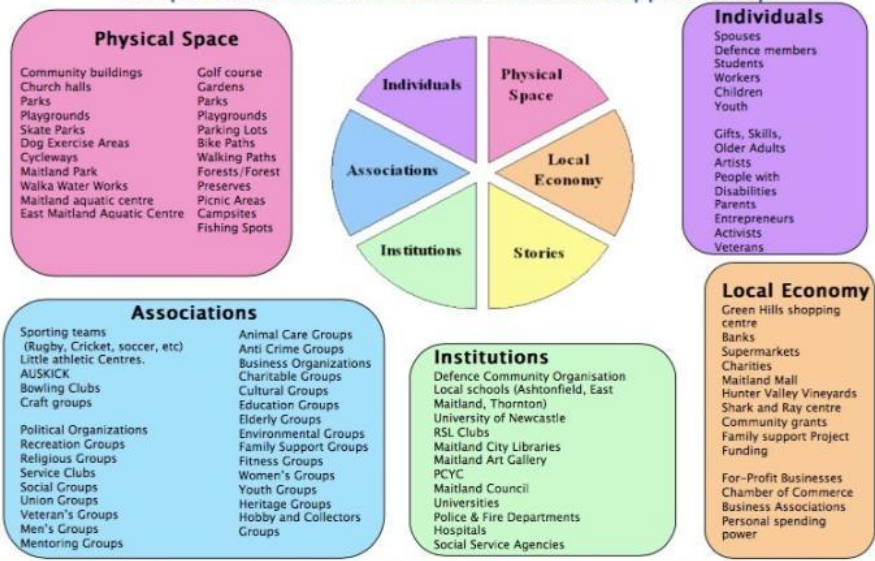 Physical Space
Community buildings
Church halls
Parks
Playgrounds
Skate Parks
Dog Exercise Areas
Cycleways
Maitland Park
Walka Water Works
Maitland aquatic centre
East Maitland Aquatic Centre
Golf course
Gardens
Parks
Playgrounds
Parking Lots
Bike Paths
Walking Paths
Forests/Forest
Preserves
Picnic Areas
Campsites
Fishing Spots
Individuals
Physical
Space
Associations
Local
Economy
Institutions
Stories
Individuals
Spouses
Defence members
Students
Workers
Children
Youth
Gifts, Skills,
Older Adults
Artists
People with
Disabilities
Parents
Entrepreneurs
Activists
Veterans
Associations
Sporting teams
(Rugby, Cricket, soccer, etc)
Little athletic Centres.
AUSKICK
Bowling Clubs
Craft groups
Political Organizations
Recreation Groups
Religious Groups
Service Clubs
Social Groups
Union Groups
Veteran's Groups
Men's Groups
Mentoring Groups
Animal Care Groups
Anti Crime Groups
Business Organizations
Charitable Groups
Cultural Groups
Education Groups
Elderly Groups
Environmental Groups
Family Support Groups
Fitness Groups
Women's Groups
Youth Groups
Heritage Groups
Hobby and Collectors
Groups
Institutions
Defence Community Organisation
Local schools (Ashtonfield, East
Maitland, Thornton)
University of Newcastle
RSL Clubs
Maitland City Libraries
Maitland Art Gallery
PCYC
Maitland Council
Universities
Police & Fire Departments
Hospitals
Social Service Agencies
Local Economy
Green Hills shopping
centre
Banks
Supermarkets
Charities
Maitland Mall
Hunter Valley Vineyards
Shark and Ray centre
Community grants
Family support Project
Funding
For-Profit Businesses
Chamber of Commerce
Business Associations
Personal spending
power